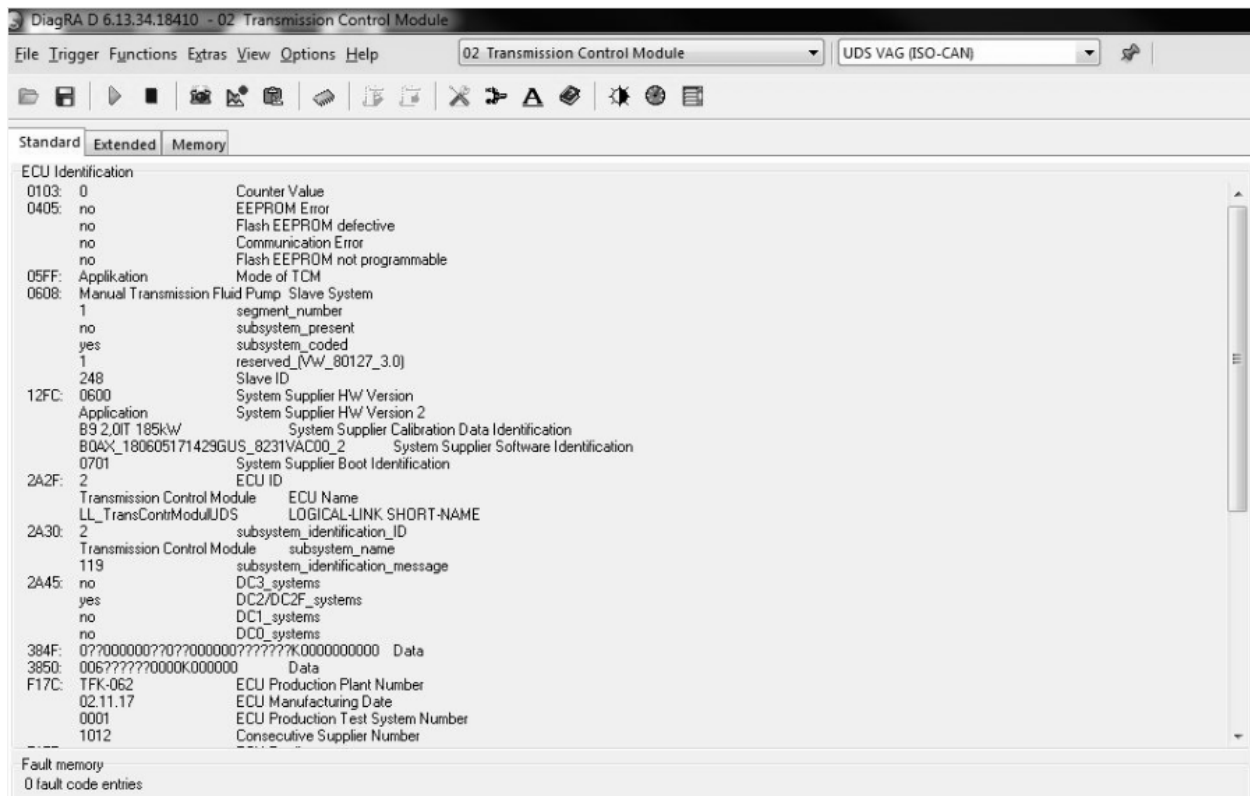 DiagRA D 6.13.34.18410 - 02 Transmission Control Module
File Trigger Functions Extras View Options Help 02 Transmission Control Module UDS VAG (ISO-CAN)
Standard Extended Memory
ECU Identification
0103: 0 Counter Value
0405: no EEPROM Error
no Flash EEPROM defective
no Communication Error
no Flash EEPROM not programmable
05FF: Applikation Mode of TCM
0608: Manual Transmission Fluid Pump Slave System
1 segment_number
no subsystem_present
yes subsystem_coded
1 reserved_(VW_80127_3.0)
248 Slave ID
12FC: 0600 System Supplier HW Version
Application System Supplier HW Version 2
B9 2,0lT 185kW System Supplier Calibration Data Identification
B0AX_180605171429GUS_8231VAC00_2 System Supplier Software Identification
0701 System Supplier Boot Identification
2A2F: 2 ECU ID
Transmission Control Module ECU Name
LL_TransContrModulUDS LOGICAL-LINK SHORT-NAME
2A30: 2 subsystem_identification_ID
Transmission Control Module subsystem_name
119 subsystem_identification_message
2A45: no DC3_systems
yes DC2/DC2F_systems
no DC1_systems
no DC0_systems
384F: 0??000000??0??000000???????K0000000000 Data
3850: 006??????0000K000000 Data
F17C: TFK-062 ECU Production Plant Number
02.11.17 ECU Manufacturing Date
0001 ECU Production Test System Number
1012 Consecutive Supplier Number
Fault memory
0 fault code entries